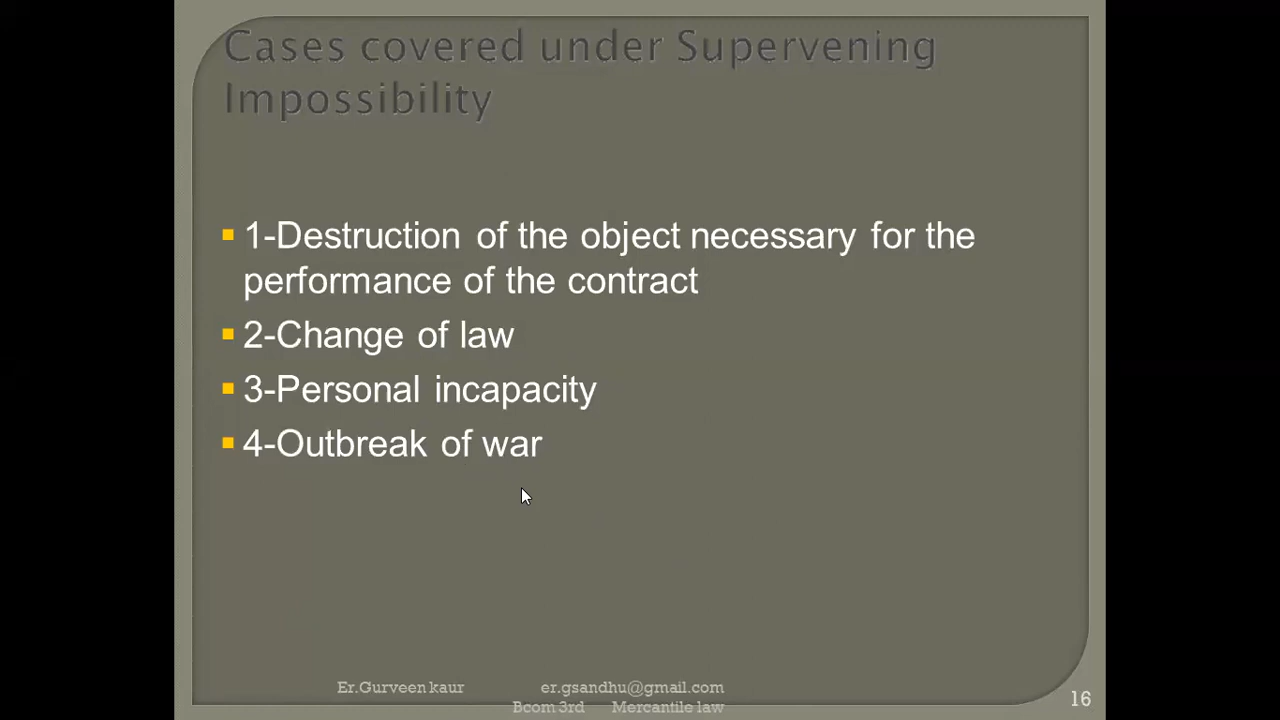 Cases covered under Supervening
Impossibility
1-Destruction of the object necessary for the
performance of the contract
2-Change of law
3-Personal incapacity
4-Outbreak of war
Er.Gurveen kaur er.gsandhu@gmail.com
Bcom 3rd Mercantile law
16